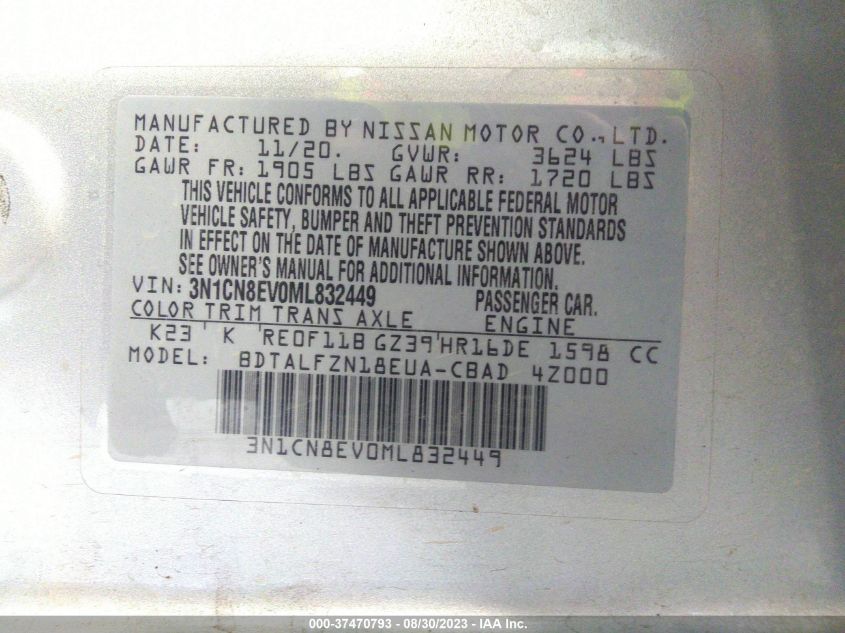 MANUFACTURED BY NISSAN MOTOR CO., LTD.
DATE: 11/20. GVWR: 3624 LBS
GAWR FR: 1905 LBS GAWR RR: 1720 LBS
THIS VEHICLE CONFORMS TO ALL APPLICABLE FEDERAL MOTOR
VEHICLE SAFETY, BUMPER AND THEFT PREVENTION STANDARDS
IN EFFECT ON THE DATE OF MANUFACTURE SHOWN ABOVE.
SEE OWNER'S MANUAL FOR ADDITIONAL INFORMATION.
VIN: 3N1CN8EV0ML832449 PASSENGER CAR.
COLOR TRIM TRANS AXLE ENGINE
K23 ' K ' RE0F11B GZ39 ' HR16DE 1598 CC
MODEL: BDTALFZN18EUA-CBAD 4Z000
3N1CN8EV0ML832449
000-37470793 - 08/30/2023 - IAA Inc.